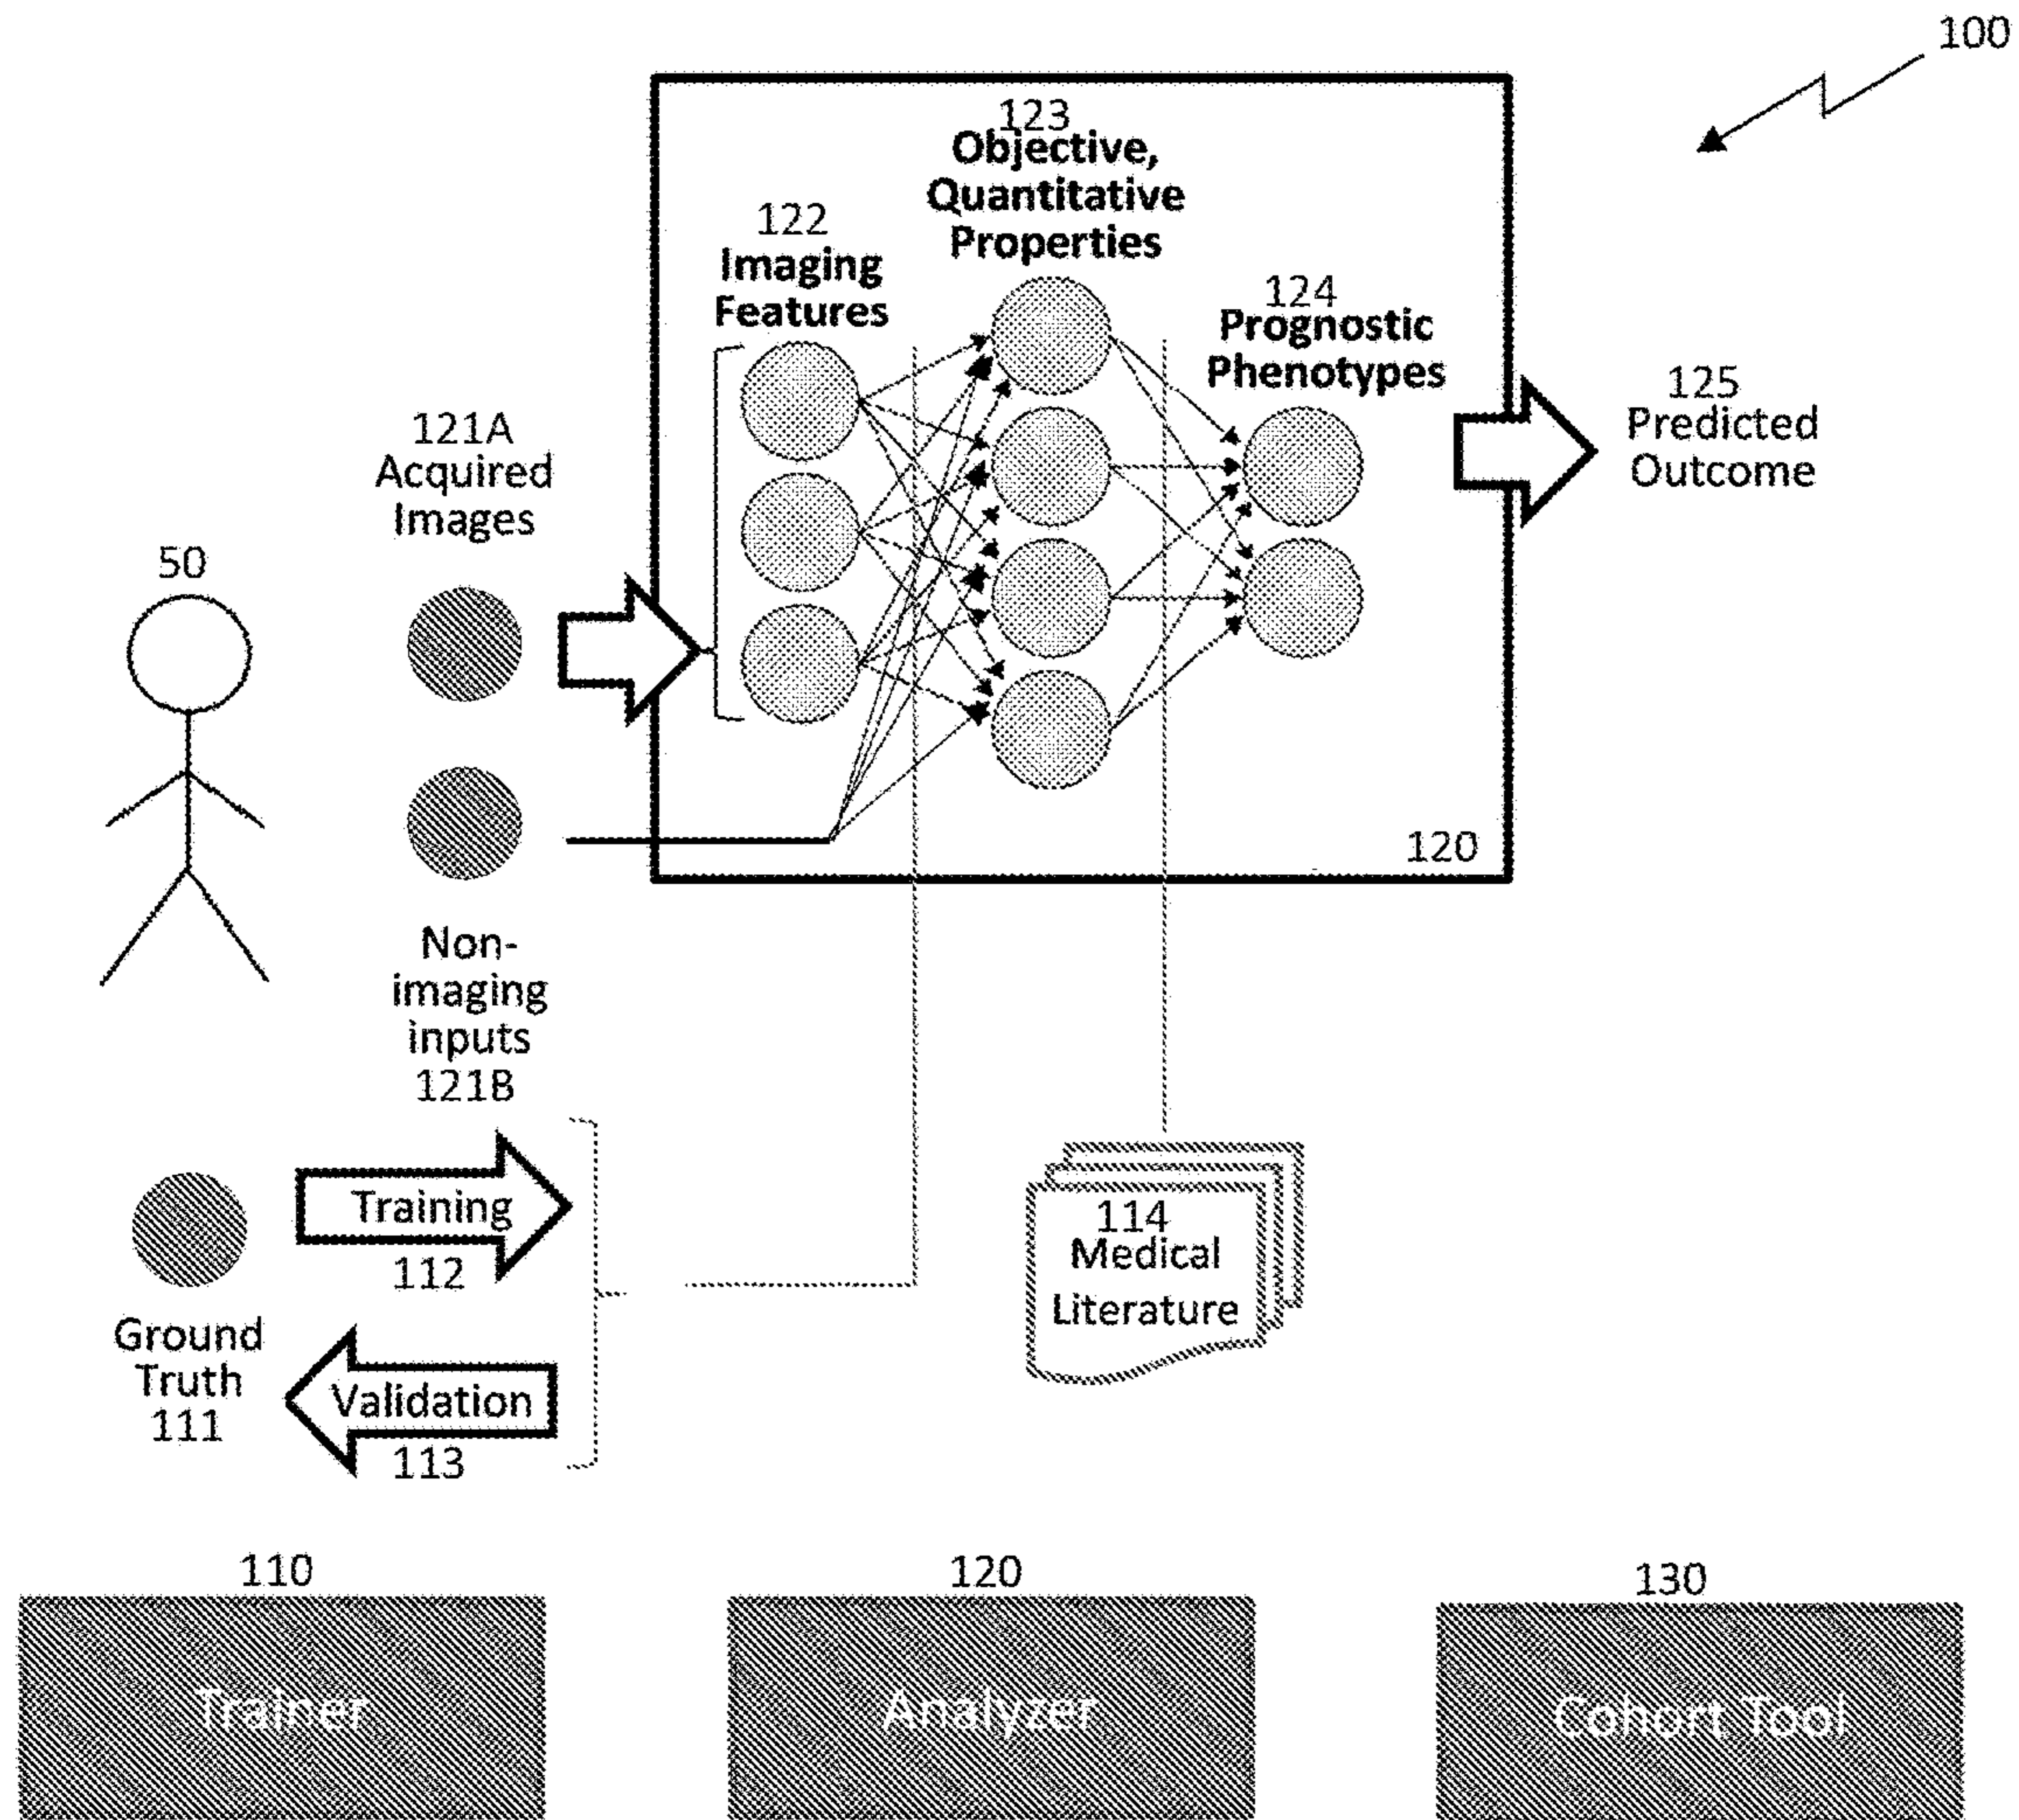 100
123
Objective,
Quantitative
Properties
122
Imaging
Features
124
Prognostic
Phenotypes
125
Predicted
Outcome
121A
Acquired
Images
50
120
Non-
imaging
inputs
121B
Training
112
114
Medical
Literature
Ground
Truth
111
Validation
113
110
120
130
Trainer
Analyzer
Cohort Tool